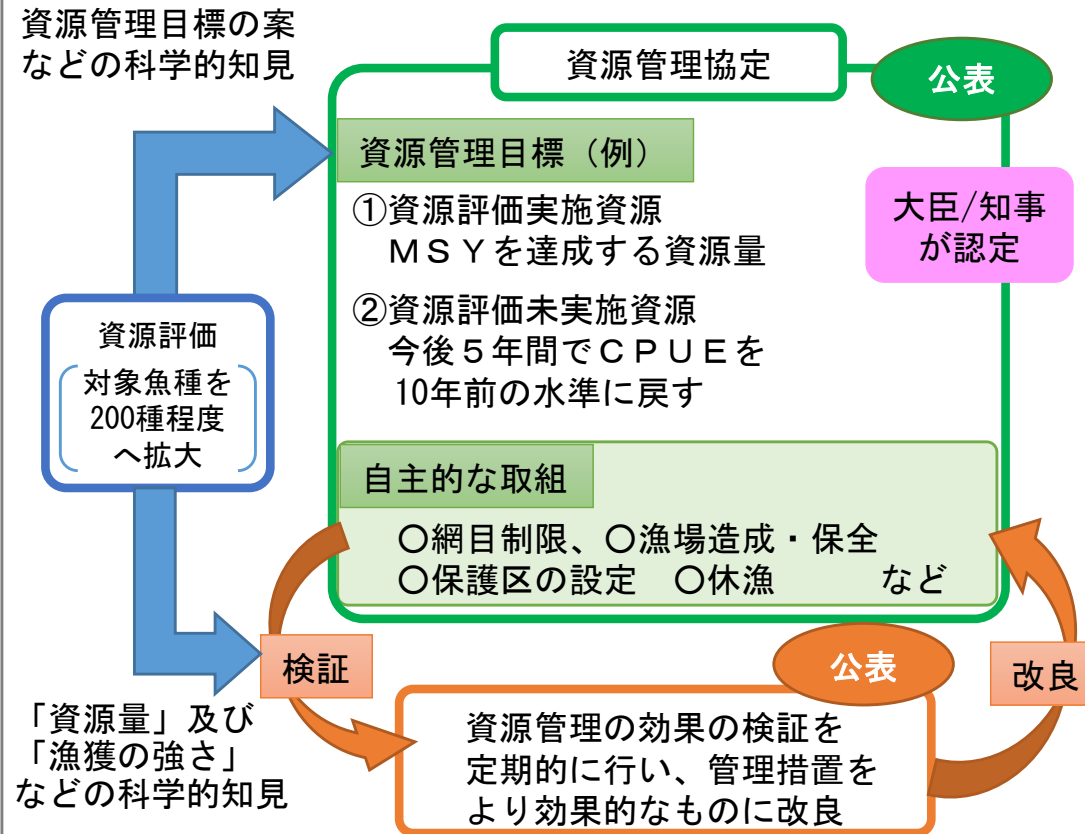 資源管理目標の案
などの科学的知見
資源管理協定
公表
資源管理目標（例）
大臣/知事
が認定
①資源評価実施資源
ＭＳＹを達成する資源量
②資源評価未実施資源
今後５年間でＣＰＵＥを
10年前の水準に戻す
資源評価
対象魚種を
200種程度
へ拡大
自主的な取組
○網目制限、○漁場造成・保全
○保護区の設定　○休漁　　　など
検証
公表
改良
「資源量」及び
「漁獲の強さ」
などの科学的知見
資源管理の効果の検証を
定期的に行い、管理措置を
より効果的なものに改良